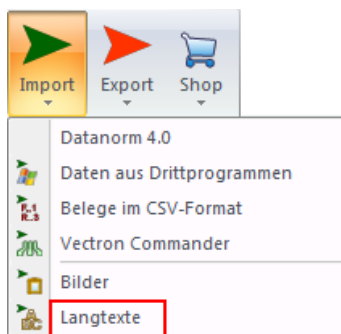 Import Export Shop
Datanorm 4.0
Daten aus Drittprogrammen
Belege im CSV-Format
Vectron Commander
Bilder
Langtexte